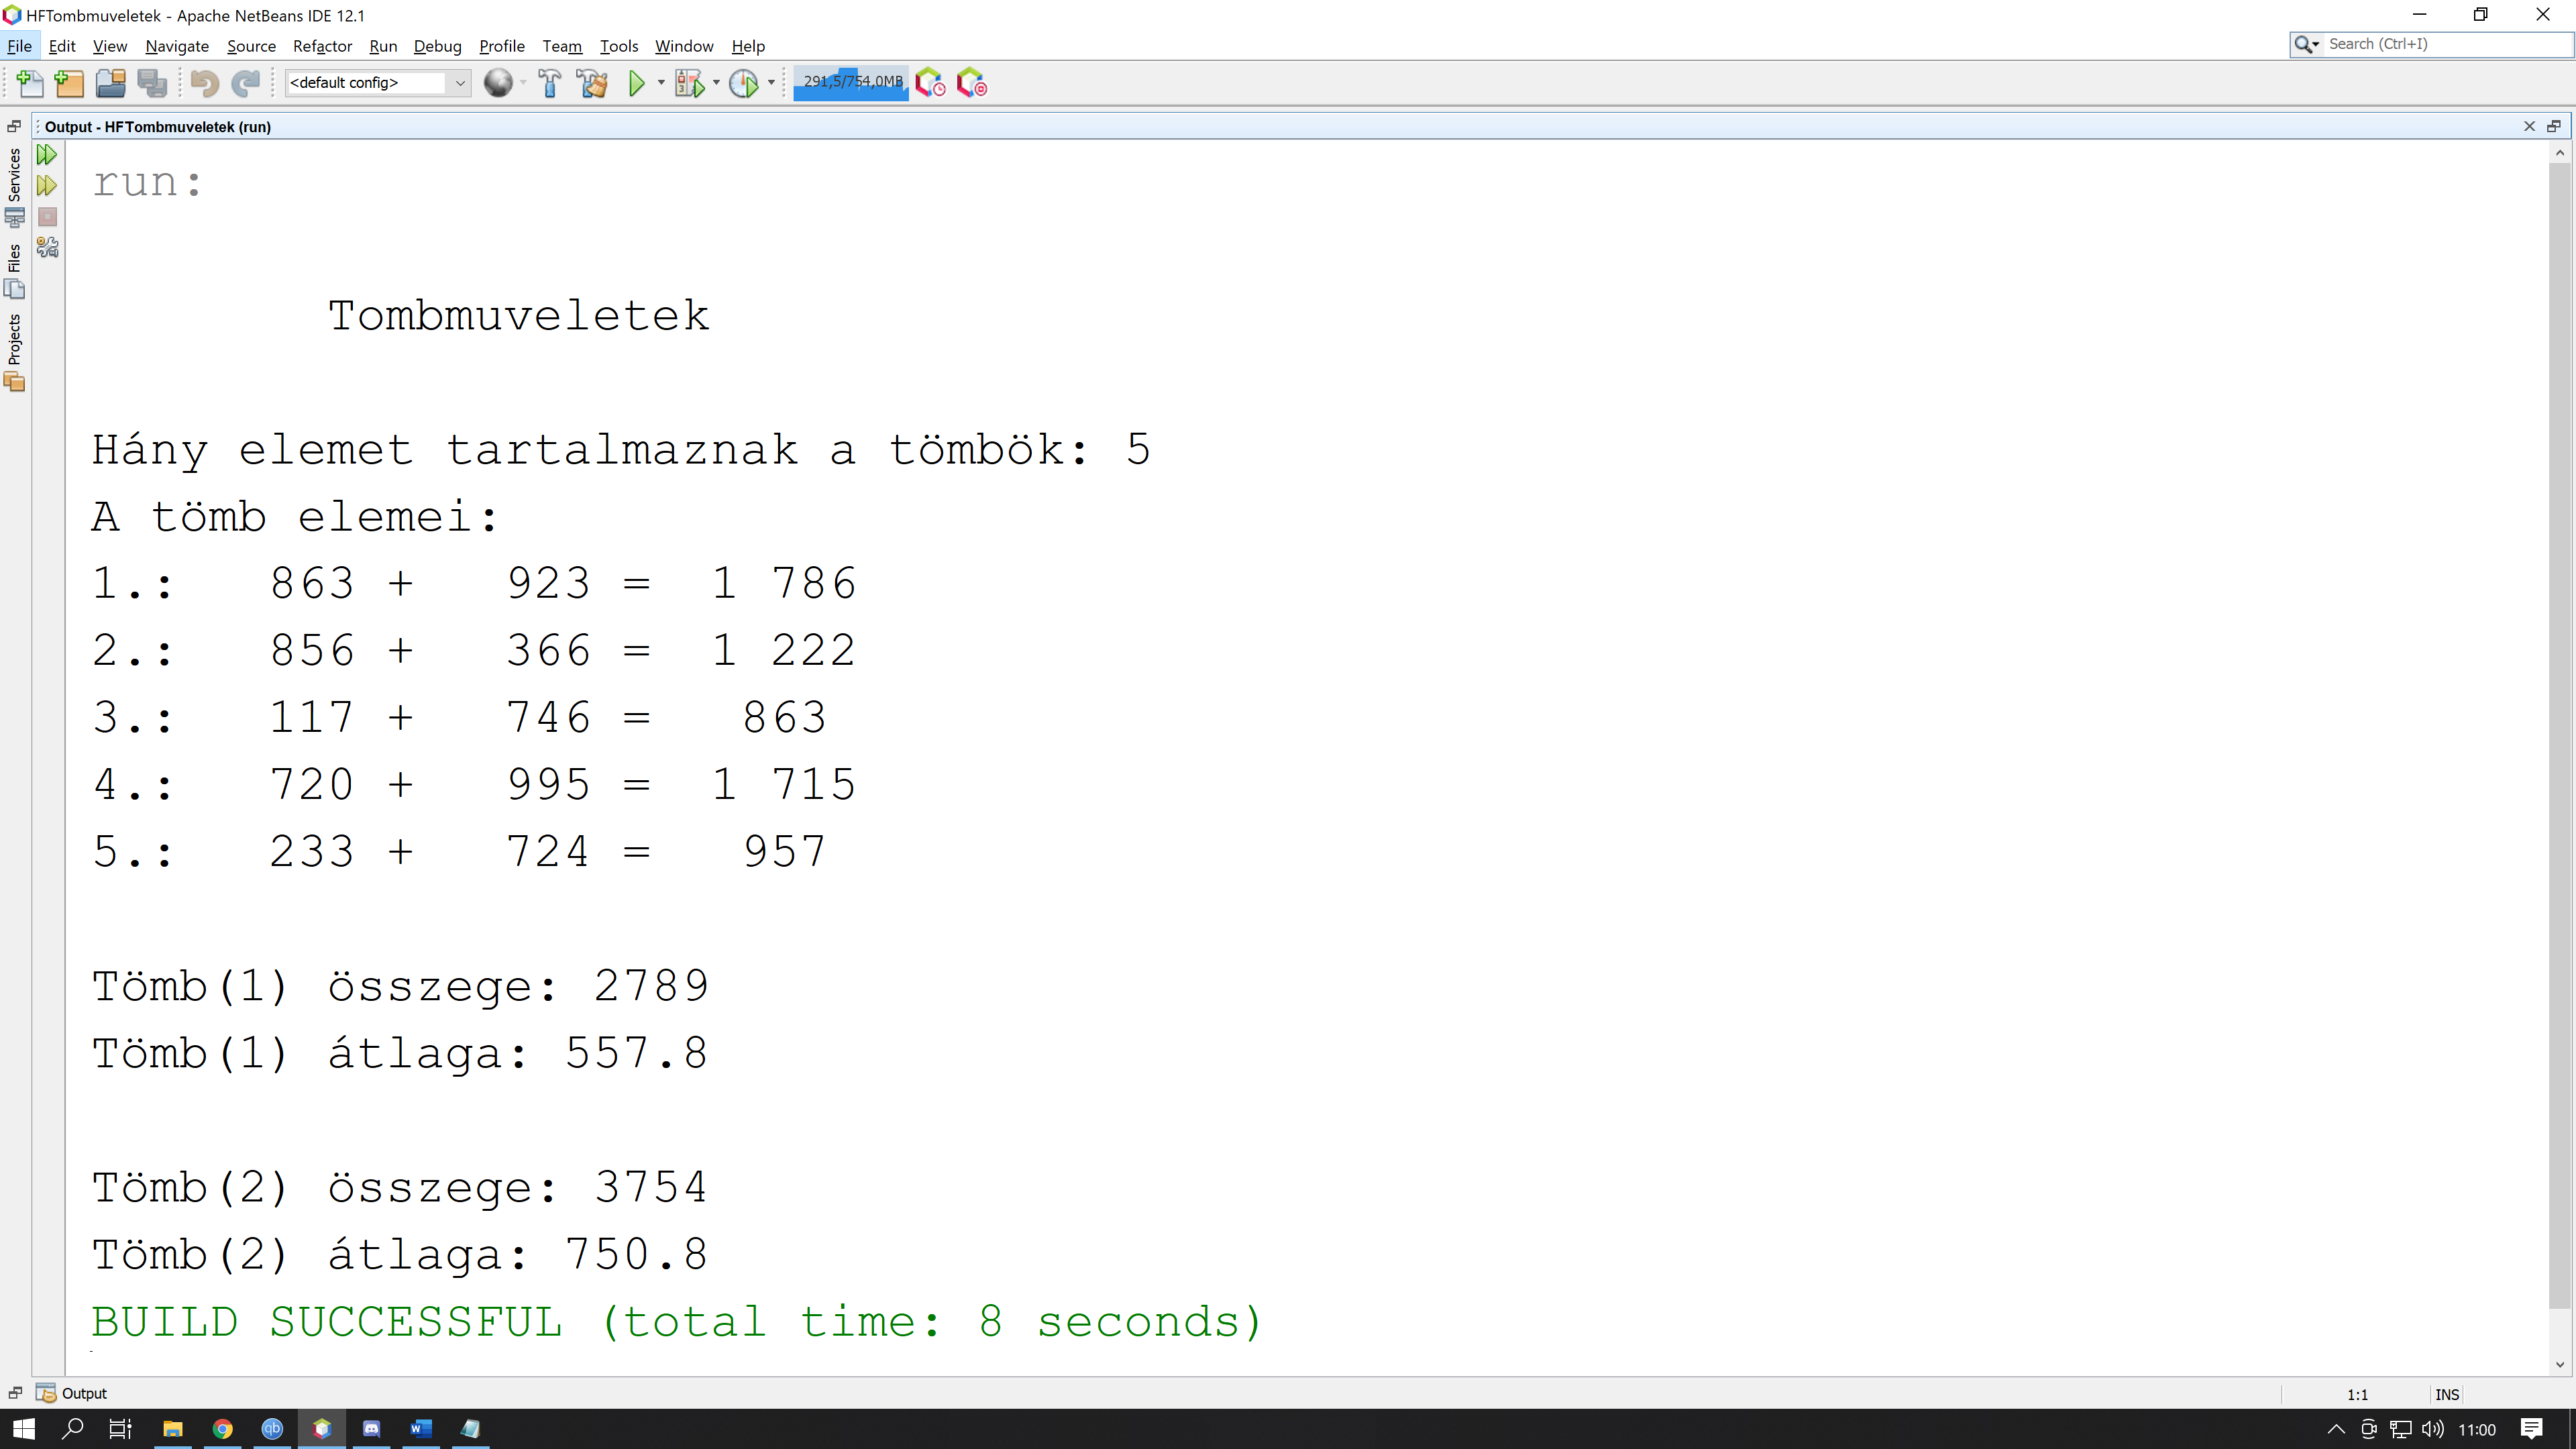 HFTombmuveletek - Apache NetBeans IDE 12.1
File Edit View Navigate Source Refactor Run Debug Profile Team Tools Window Help
Search (Ctrl+I)
<default config>
291,5/754,0MB
Output - HFTombmuveletek (run)
Services
Files
Projects
run:
Tombmuveletek
Hány elemet tartalmaznak a tömbök: 5
A tömb elemei:
1.: 863 + 923 = 1 786
2.: 856 + 366 = 1 222
3.: 117 + 746 = 863
4.: 720 + 995 = 1 715
5.: 233 + 724 = 957
Tömb(1) összege: 2789
Tömb(1) átlaga: 557.8
Tömb(2) összege: 3754
Tömb(2) átlaga: 750.8
BUILD SUCCESSFUL (total time: 8 seconds)
Output
1:1 INS
qb
W
11:00